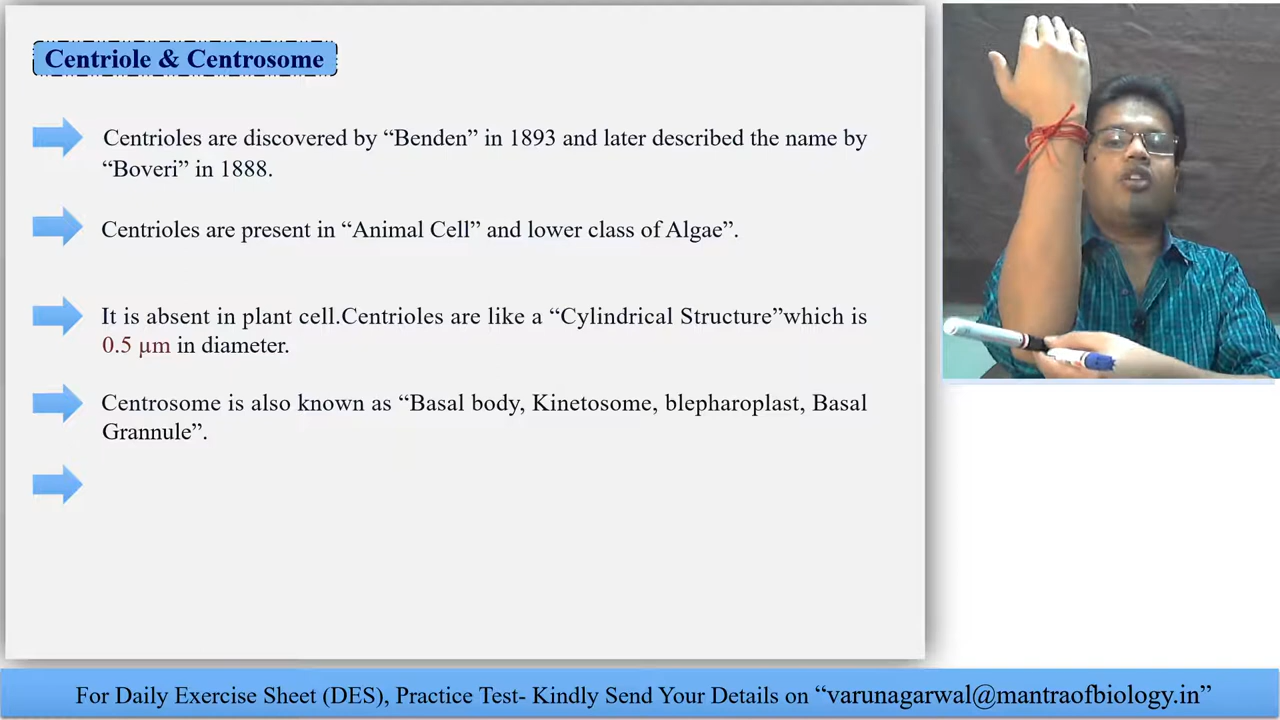 Centriole & Centrosome
Centrioles are discovered by “Benden” in 1893 and later described the name by
“Boveri” in 1888.
Centrioles are present in “Animal Cell” and lower class of Algae”.
It is absent in plant cell.Centrioles are like a “Cylindrical Structure”which is
0.5 µm in diameter.
Centrosome is also known as “Basal body, Kinetosome, blepharoplast, Basal
Grannule”.
For Daily Exercise Sheet (DES), Practice Test- Kindly Send Your Details on “varunagarwal@mantraofbiology.in”